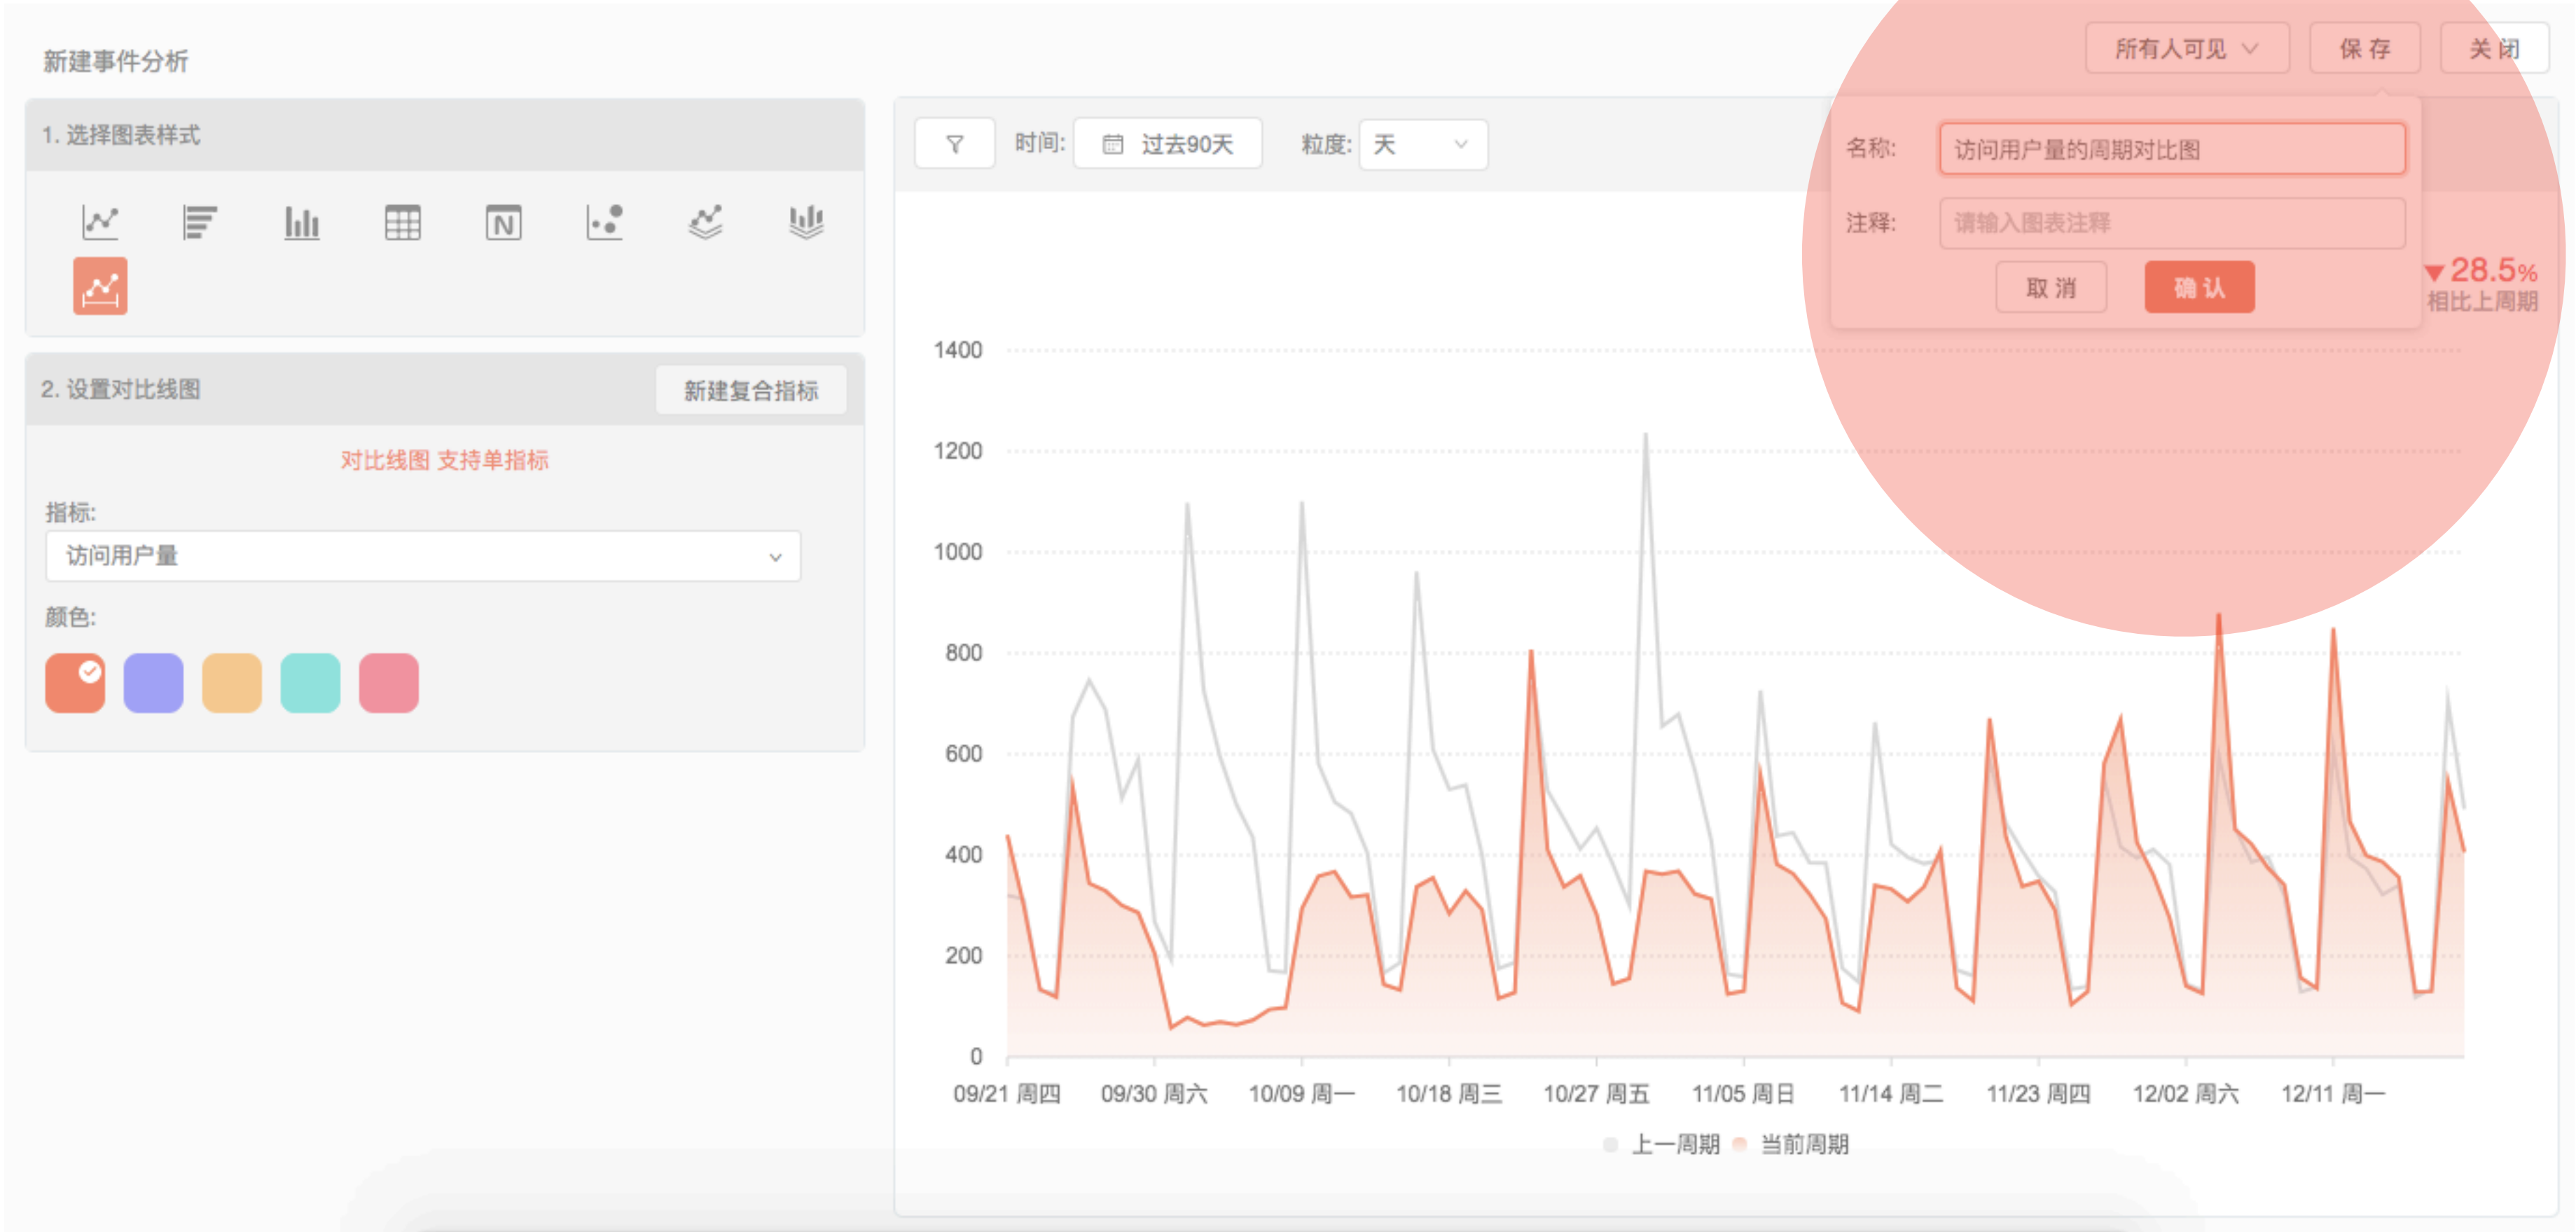 新建事件分析
所有人可见
保 存
关 闭
1. 选择图表样式
N
2. 设置对比线图
新建复合指标
对比线图 支持单指标
指标:
访问用户量
颜色:
时间:
过去90天
粒度:
天
名称:
访问用户量的周期对比图
注释:
请输入图表注释
取 消
确 认
▼28.5%
相比上周期
1400
1200
1000
800
600
400
200
0
09/21 周四
09/30 周六
10/09 周一
10/18 周三
10/27 周五
11/05 周日
11/14 周二
11/23 周四
12/02 周六
12/11 周一
上一周期
当前周期